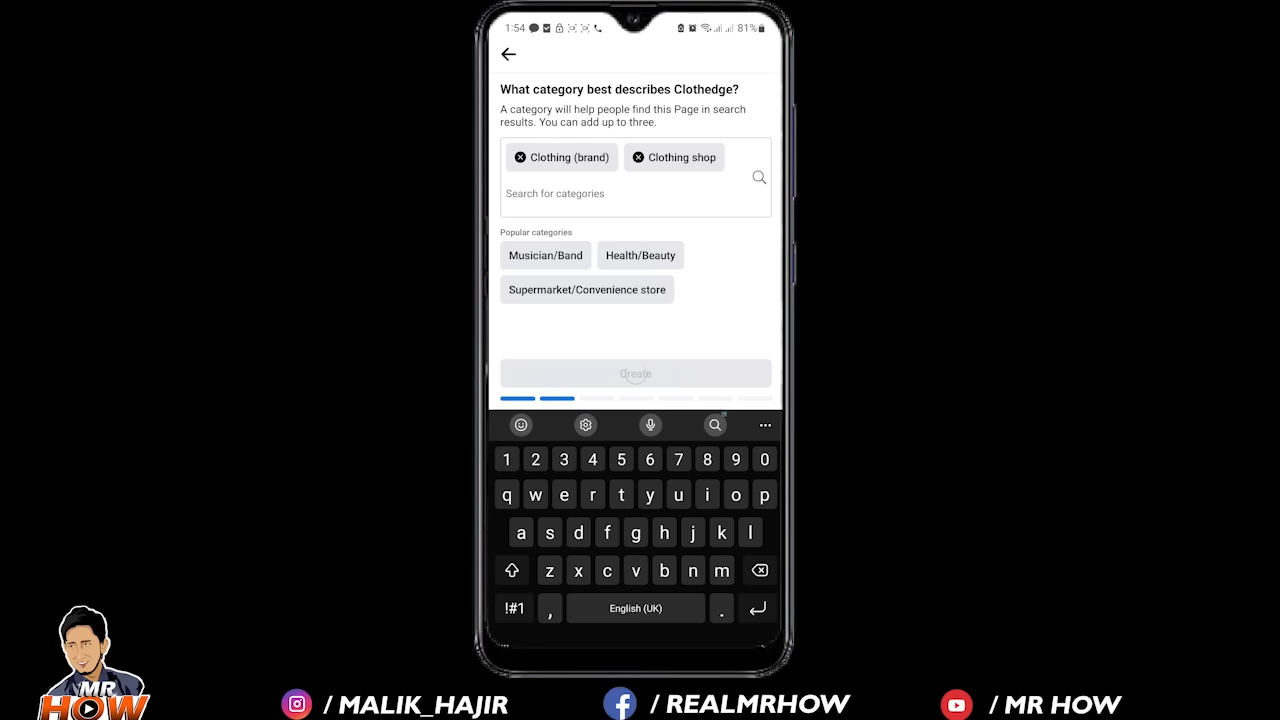 1:54
81%
What category best describes Clothedge?
A category will help people find this Page in search
results. You can add up to three.
Clothing (brand) Clothing shop
Search for categories
Popular categories
Musician/Band Health/Beauty
Supermarket/Convenience store
Create
1 2 3 4 5 6 7 8 9 0
q w e r t y u i o p
a s d f g h j k l
z x c v b n m
!#1 , English (UK) .
MR
HOW
/ MALIK_HAJIR / REALMRHOW / MR HOW